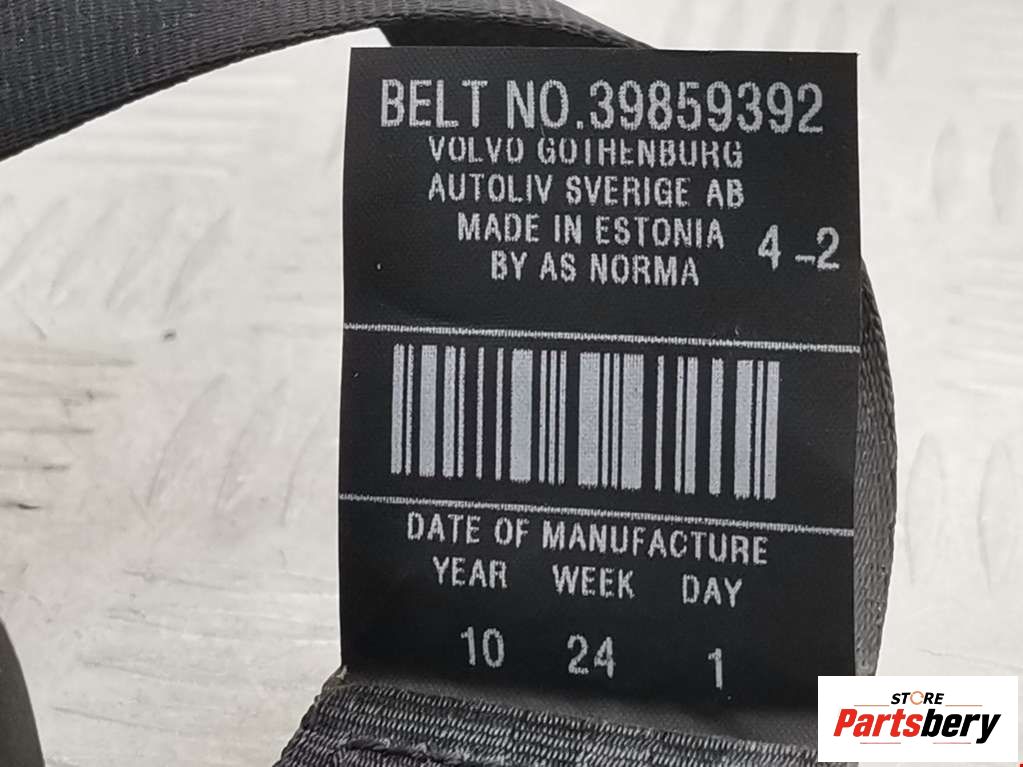 BELT NO.39859392
VOLVO GOTHENBURG
AUTOLIV SVERIGE AB
MADE IN ESTONIA 4-2
BY AS NORMA
DATE OF MANUFACTURE
YEAR WEEK DAY
10 24 1
STORE
Partsbery